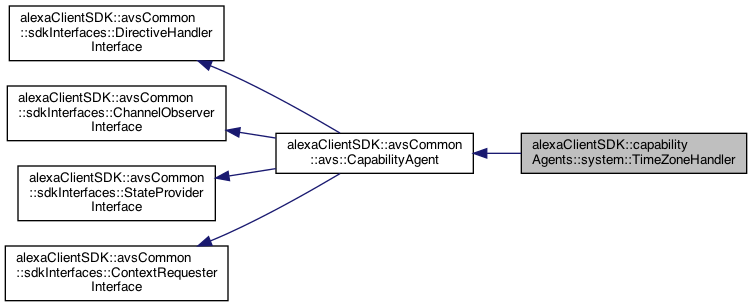 alexaClientSDK::avsCommon
::sdkInterfaces::DirectiveHandler
Interface
alexaClientSDK::avsCommon
::sdkInterfaces::ChannelObserver
Interface
alexaClientSDK::avsCommon
::sdkInterfaces::StateProvider
Interface
alexaClientSDK::avsCommon
::sdkInterfaces::ContextRequester
Interface
alexaClientSDK::avsCommon
::avs::CapabilityAgent
alexaClientSDK::capability
Agents::system::TimeZoneHandler